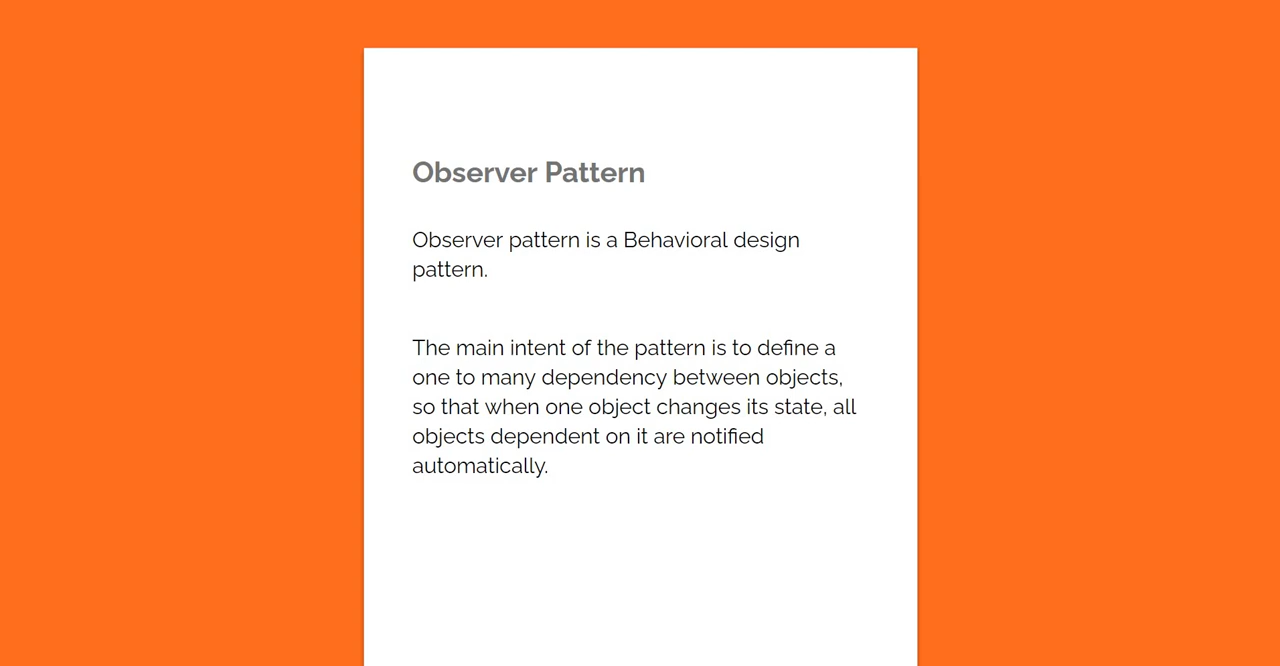 Observer Pattern
Observer pattern is a Behavioral design
pattern.
The main intent of the pattern is to define a
one to many dependency between objects,
so that when one object changes its state, all
objects dependent on it are notified
automatically.